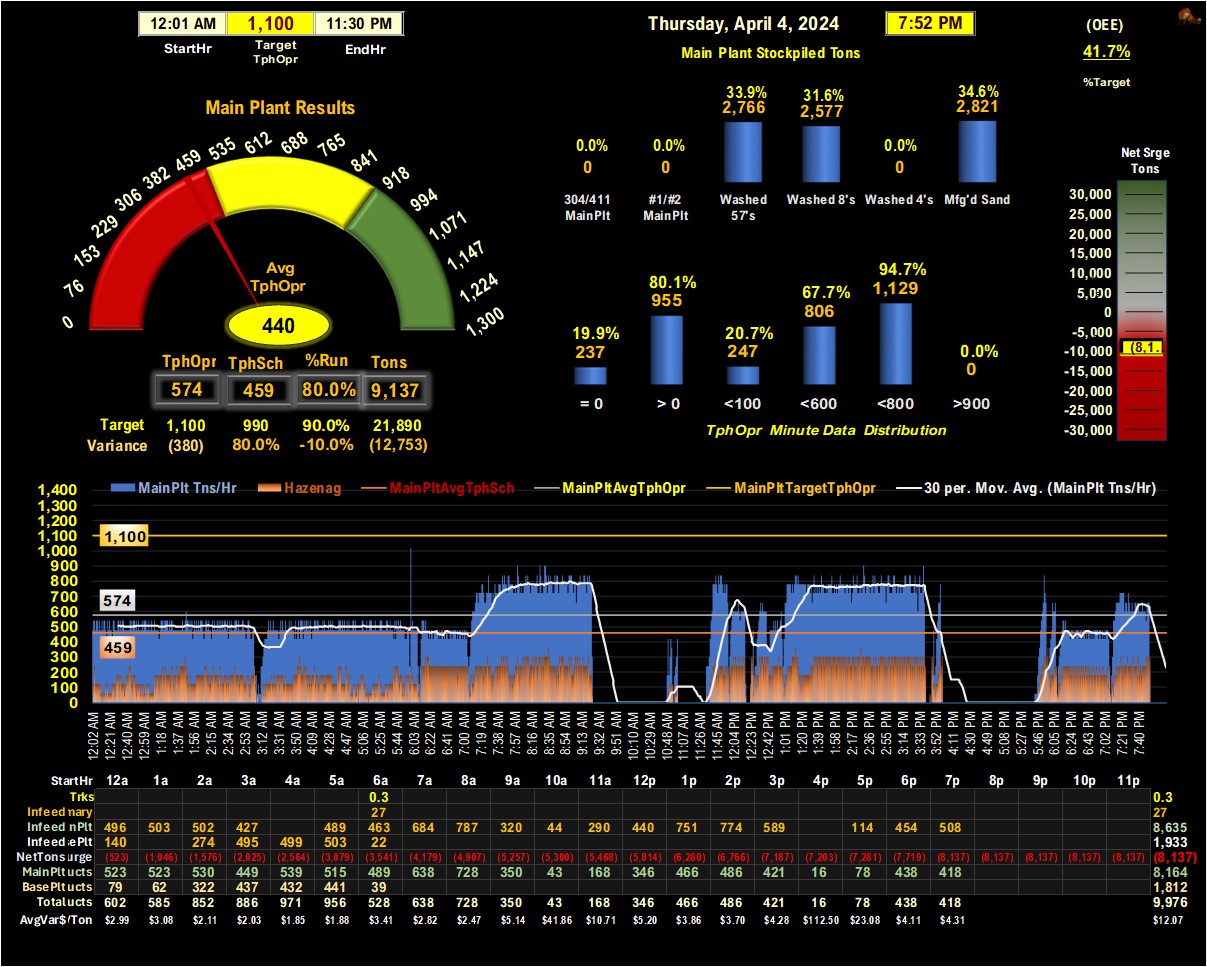 12:01 AM 1,100 11:30 PM
StartHr Target TphOpr EndHr
Thursday, April 4, 2024 7:52 PM
Main Plant Stockpiled Tons
(OEE)
41.7%
%Target
Main Plant Results
0 76 153 229 306 382 459 535 612 688 765 841 918 994 1,071 1,147 1,224 1,300
Avg
TphOpr
440
TphOpr TphSch %Run Tons
574 459 80.0% 9,137
Target 1,100 990 90.0% 21,890
Variance (380) 80.0% -10.0% (12,753)
0.0% 0.0% 33.9% 31.6% 0.0% 34.6%
0 0 2,766 2,577 0 2,821
304/411 MainPlt #1/#2 MainPlt Washed 57's Washed 8's Washed 4's Mfg'd Sand
19.9% 80.1% 20.7% 67.7% 94.7% 0.0%
237 955 247 806 1,129 0
= 0 > 0 <100 <600 <800 >900
TphOpr Minute Data Distribution
Net Srge
Tons
30,000
25,000
20,000
15,000
10,000
5,000
0
-5,000
(8,1.
-10,000
-15,000
-20,000
-25,000
-30,000
MainPlt Tns/Hr Hazenag MainPltAvgTphSch MainPltAvgTphOpr MainPltTargetTphOpr 30 per. Mov. Avg. (MainPlt Tns/Hr)
1,400
1,300
1,200
1,100
1,000
900
800
700
600
500
400
300
200
100
0
1,100
574
459
12:02 AM 12:21 AM 12:40 AM 12:59 AM 1:18 AM 1:37 AM 1:56 AM 2:15 AM 2:34 AM 2:53 AM 3:12 AM 3:31 AM 3:50 AM 4:09 AM 4:28 AM 4:47 AM 5:06 AM 5:25 AM 5:44 AM 6:03 AM 6:22 AM 6:41 AM 7:00 AM 7:19 AM 7:38 AM 7:57 AM 8:16 AM 8:35 AM 8:54 AM 9:13 AM 9:32 AM 9:51 AM 10:10 AM 10:29 AM 10:48 AM 11:07 AM 11:26 AM 11:45 AM 12:04 PM 12:23 PM 12:42 PM 1:01 PM 1:20 PM 1:39 PM 1:58 PM 2:17 PM 2:36 PM 2:55 PM 3:14 PM 3:33 PM 3:52 PM 4:11 PM 4:30 PM 4:49 PM 5:08 PM 5:27 PM 5:46 PM 6:05 PM 6:24 PM 6:43 PM 7:02 PM 7:21 PM 7:40 PM
StartHr 12a 1a 2a 3a 4a 5a 6a 7a 8a 9a 10a 11a 12p 1p 2p 3p 4p 5p 6p 7p 8p 9p 10p 11p
Trks 0.3 0.3
Infeed mary 27 27
Infeed nPlt 496 503 502 427 489 463 684 787 320 44 290 440 751 774 589 114 454 508 8,635
Infeed ePlt 140 274 495 499 503 22 1,933
NetTons urge (523) (1,046) (1,576) (2,025) (2,564) (3,079) (3,541) (4,179) (4,907) (5,257) (5,300) (5,468) (5,814) (6,280) (6,766) (7,187) (7,203) (7,281) (7,719) (8,137) (8,137) (8,137) (8,137) (8,137) (8,137)
MainPlt ucts 523 523 530 449 539 515 489 638 728 350 43 168 346 466 486 421 16 78 438 418 8,164
BasePlt ucts 79 62 322 437 432 441 39 1,812
Total ucts 602 585 852 886 971 956 528 638 728 350 43 168 346 466 486 421 16 78 438 418 9,976
AvgVar$/Ton $2.99 $3.08 $2.11 $2.03 $1.85 $1.88 $3.41 $2.82 $2.47 $5.14 $41.86 $10.71 $5.20 $3.86 $3.70 $4.28 $112.50 $23.08 $4.11 $4.31 $12.07